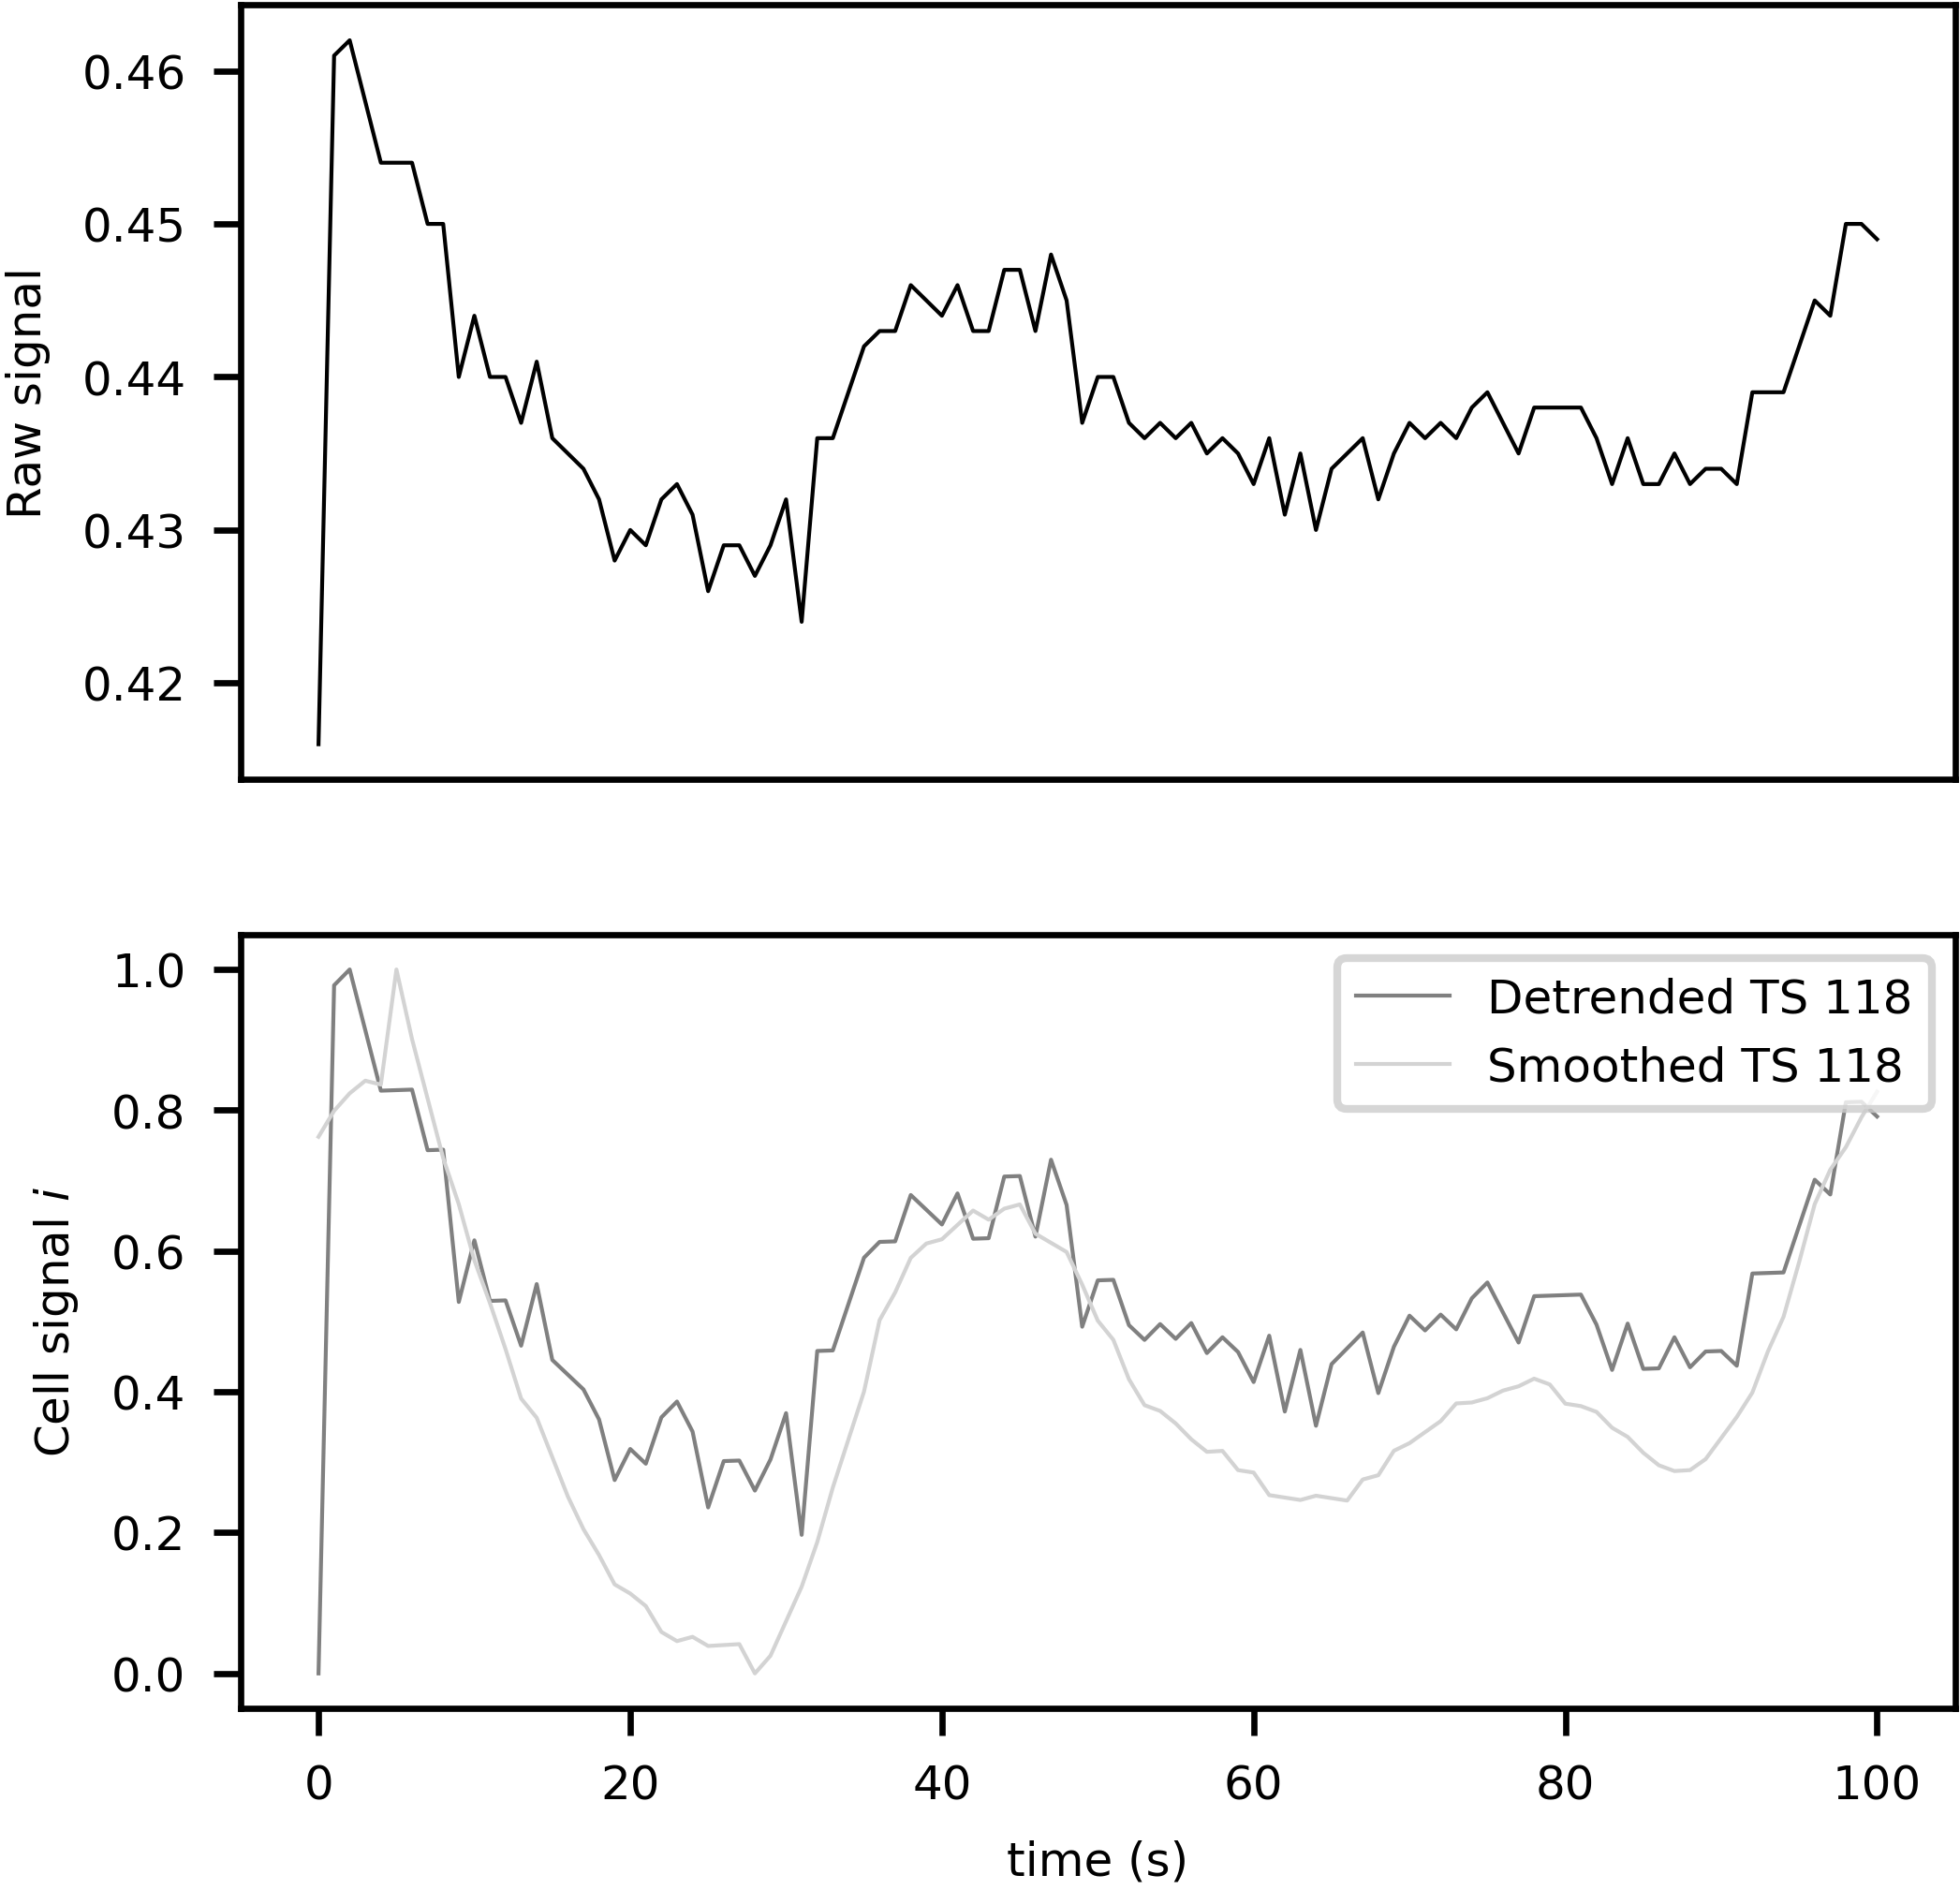 Raw signal
0.46
0.45
0.44
0.43
0.42
Cell signal i
1.0
0.8
0.6
0.4
0.2
0.0
Detrended TS 118
Smoothed TS 118
0 20 40 60 80 100
time (s)